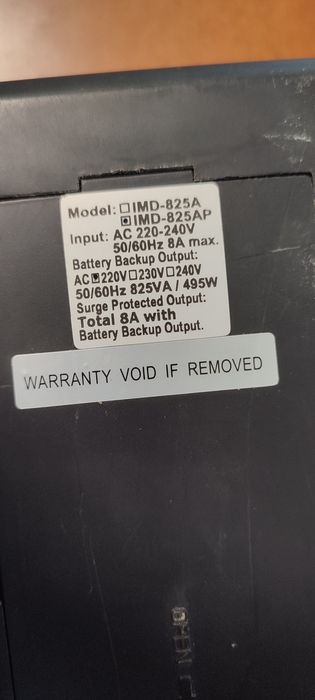 Model: ☐IMD-825A
☑IMD-825AP
Input: AC 220-240V
50/60Hz 8A max.
Battery Backup Output:
AC☑220V☐230V☐240V
50/60Hz 825VA / 495W
Surge Protected Output:
Total 8A with
Battery Backup Output.
WARRANTY VOID IF REMOVED